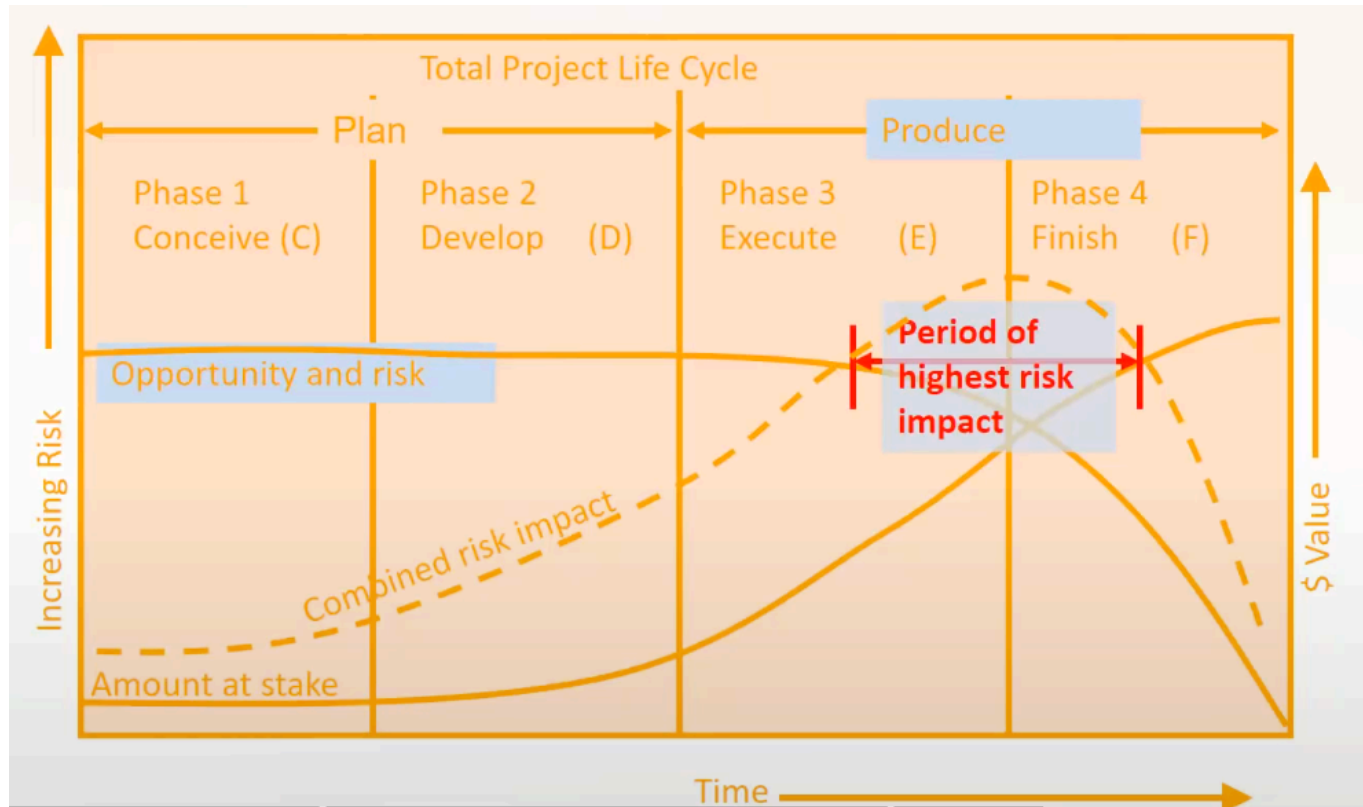 Total Project Life Cycle
Plan
Produce
Phase 1
Conceive (C)
Phase 2
Develop (D)
Phase 3
Execute (E)
Phase 4
Finish (F)
Opportunity and risk
Period of
highest risk
impact
Combined risk impact
Amount at stake
Increasing Risk
$ Value
Time